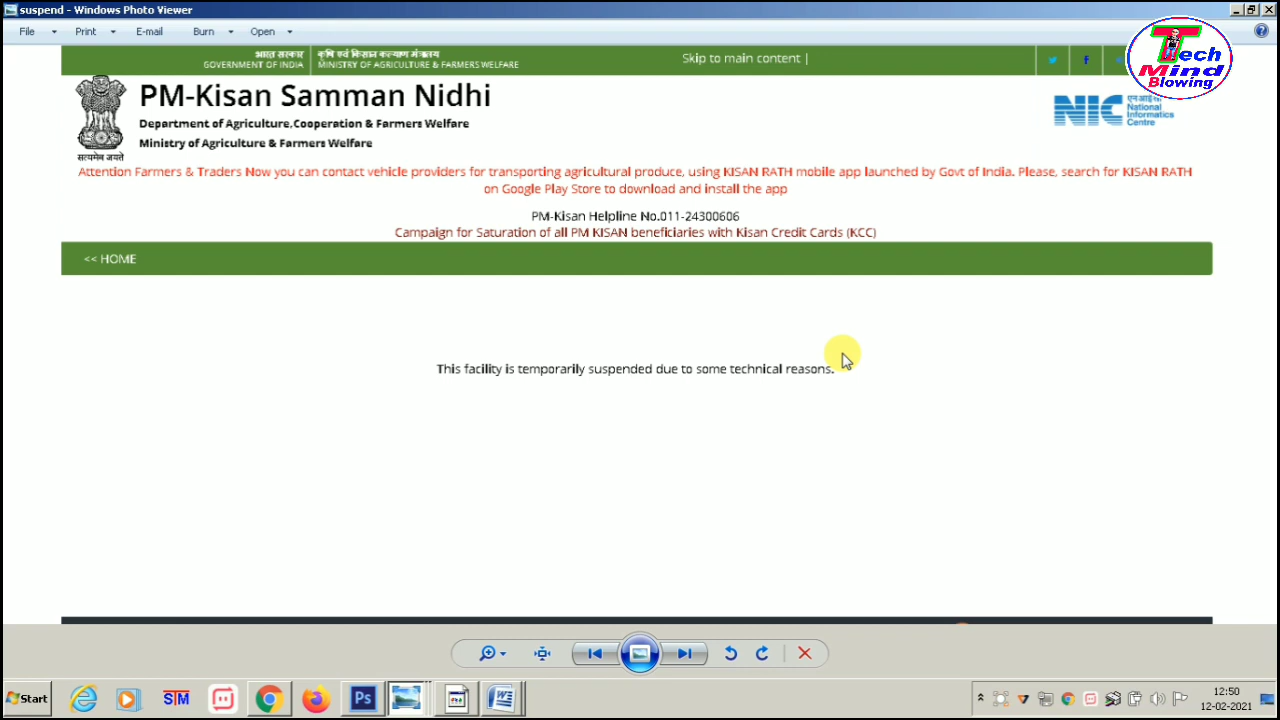 suspend - Windows Photo Viewer
File Print E-mail Burn Open
भारत सरकार कृषि एवं किसान कल्याण मंत्रालय
GOVERNMENT OF INDIA MINISTRY OF AGRICULTURE & FARMERS WELFARE
Skip to main content |
Tech
Mind
Blowing
PM-Kisan Samman Nidhi
Department of Agriculture,Cooperation & Farmers Welfare
Ministry of Agriculture & Farmers Welfare
सत्यमेव जयते
NIC
National
Informatics
Centre
Attention Farmers & Traders Now you can contact vehicle providers for transporting agricultural produce, using KISAN RATH mobile app launched by Govt of India. Please, search for KISAN RATH
on Google Play Store to download and install the app
PM-Kisan Helpline No.011-24300606
Campaign for Saturation of all PM KISAN beneficiaries with Kisan Credit Cards (KCC)
<< HOME
This facility is temporarily suspended due to some technical reasons.
Start
SM
Ps
12:50
12-02-2021